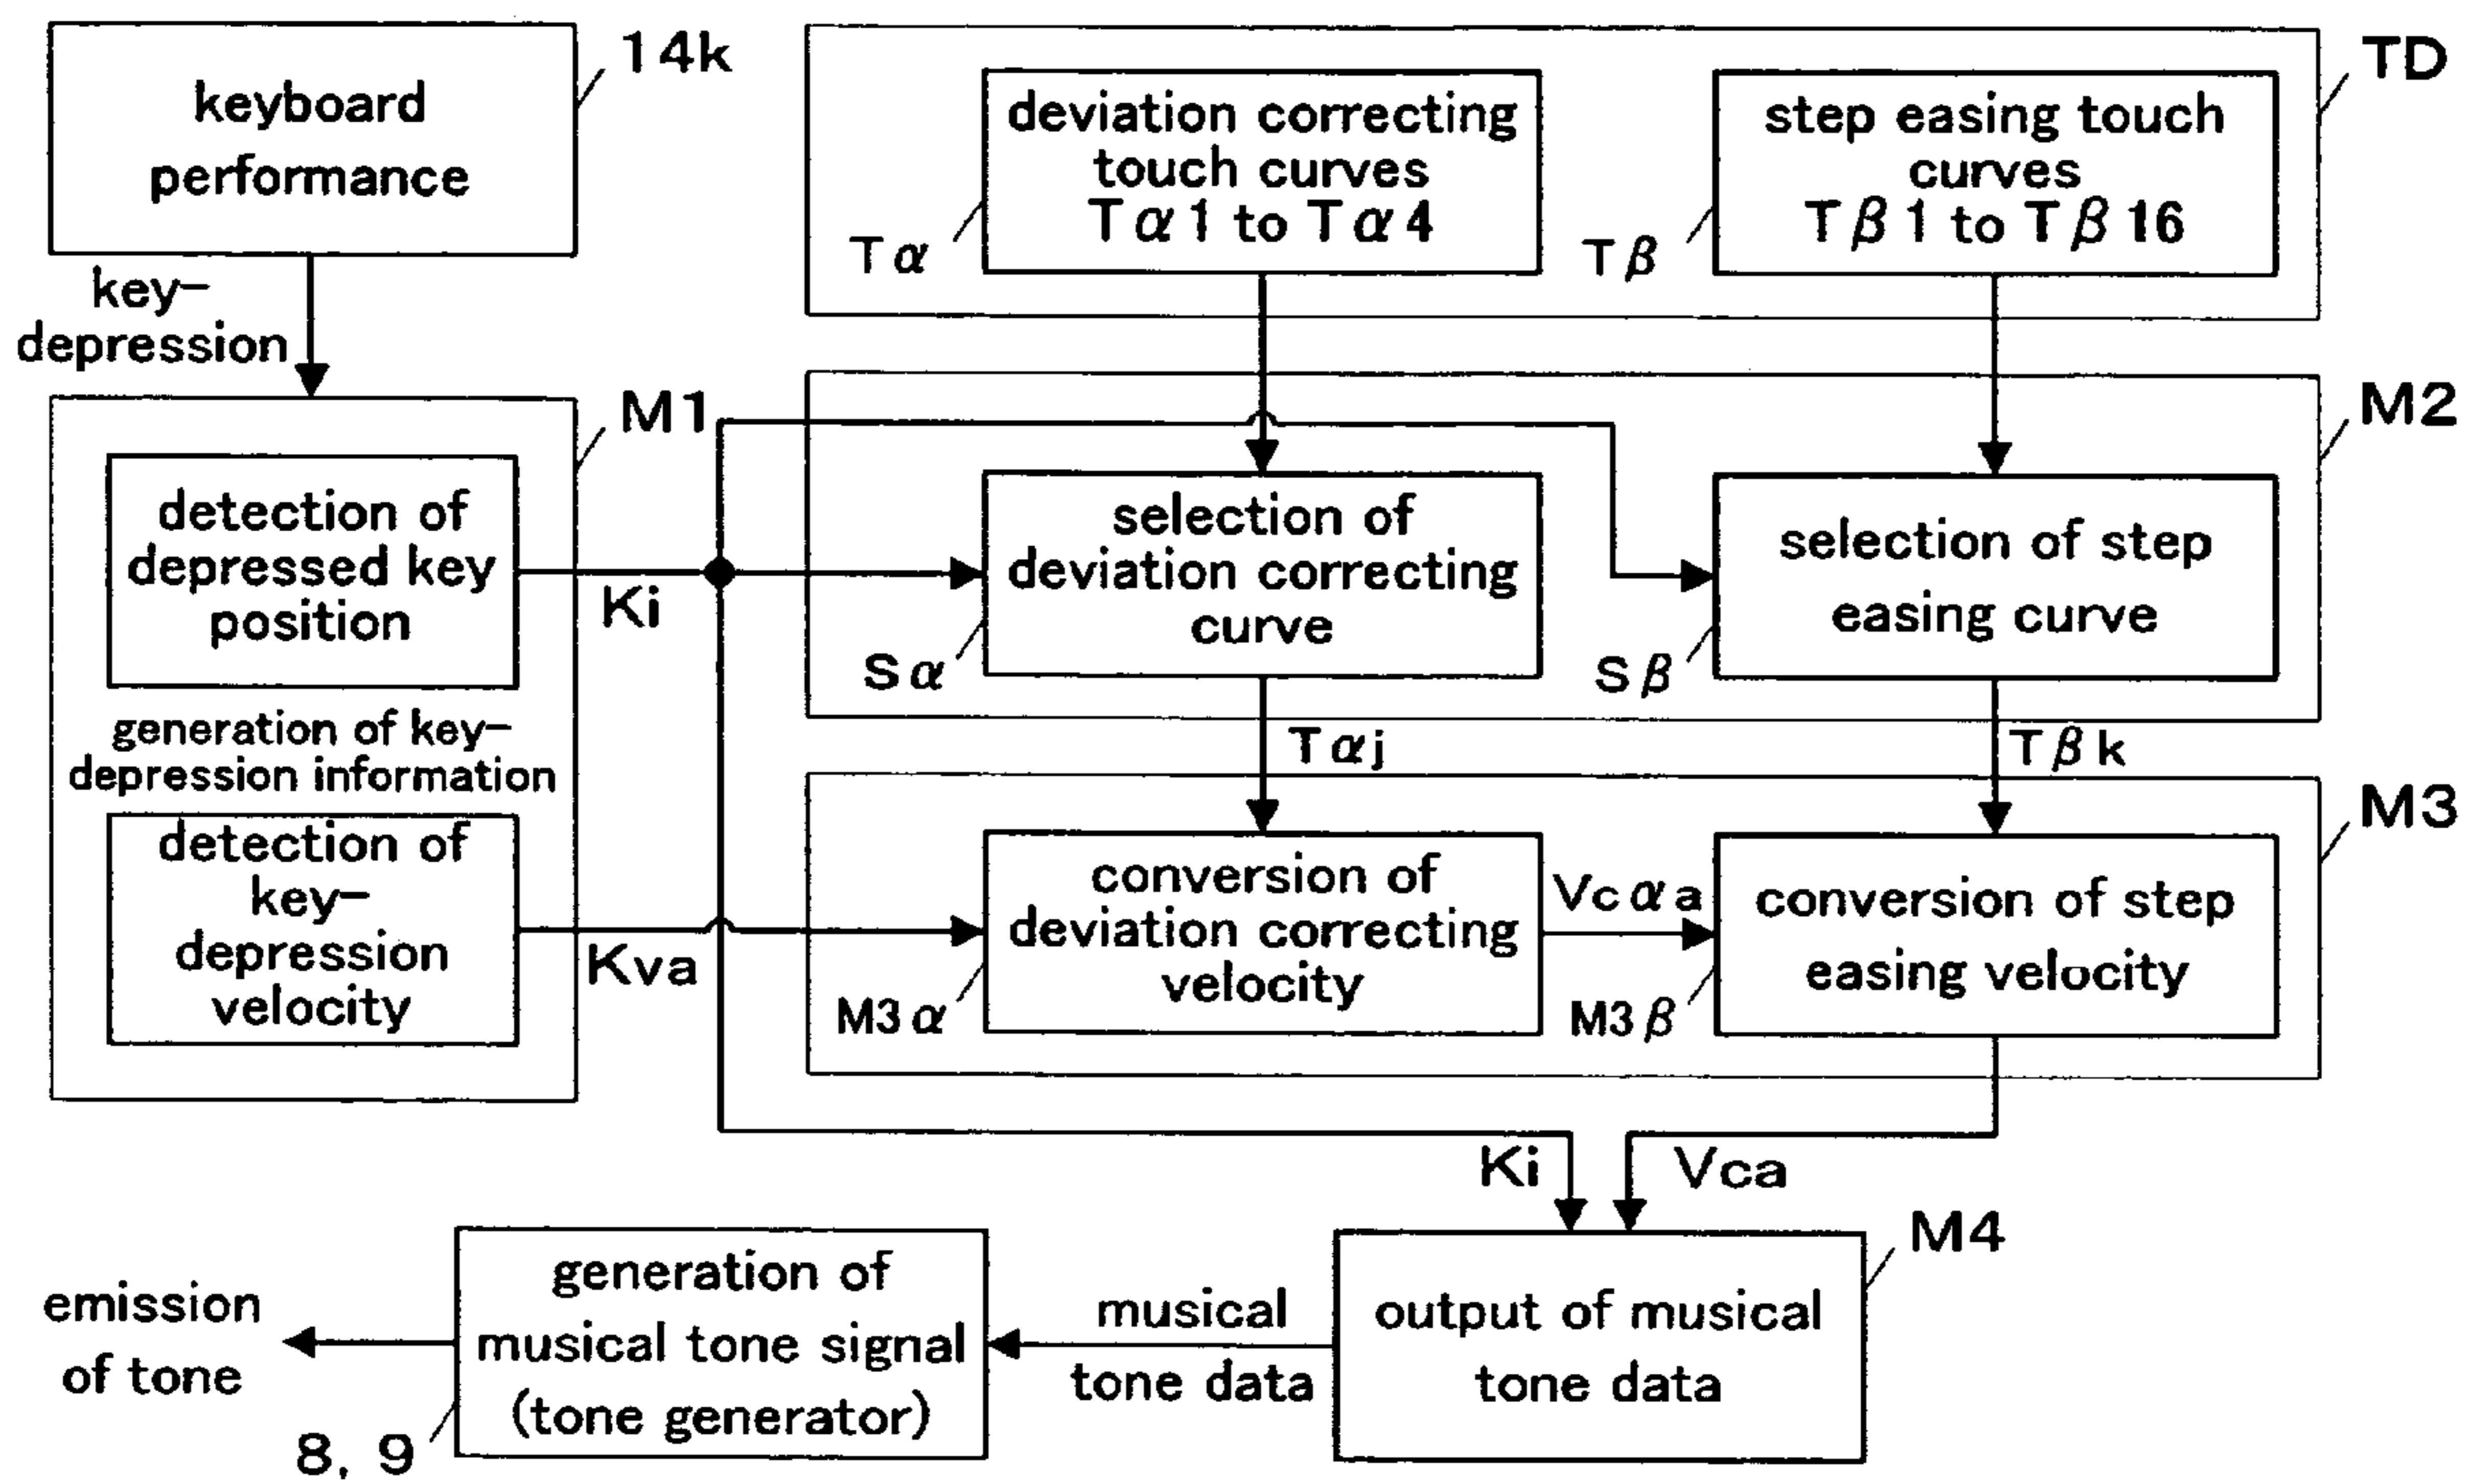 keyboard
performance
14k
key-
depression
TD
deviation correcting
touch curves
Tα1 to Tα4
Tα
step easing touch
curves
Tβ1 to Tβ16
Tβ
M1
detection of
depressed key
position
Ki
generation of key-
depression information
detection of
key-
depression
velocity
Kva
M2
selection of
deviation correcting
curve
Sα
selection of step
easing curve
Sβ
Tαj
Tβk
M3
conversion of
deviation correcting
velocity
M3α
Vcαa
conversion of step
easing velocity
M3β
Ki
Vca
M4
output of musical
tone data
musical
tone data
generation of
musical tone signal
(tone generator)
8, 9
emission
of tone